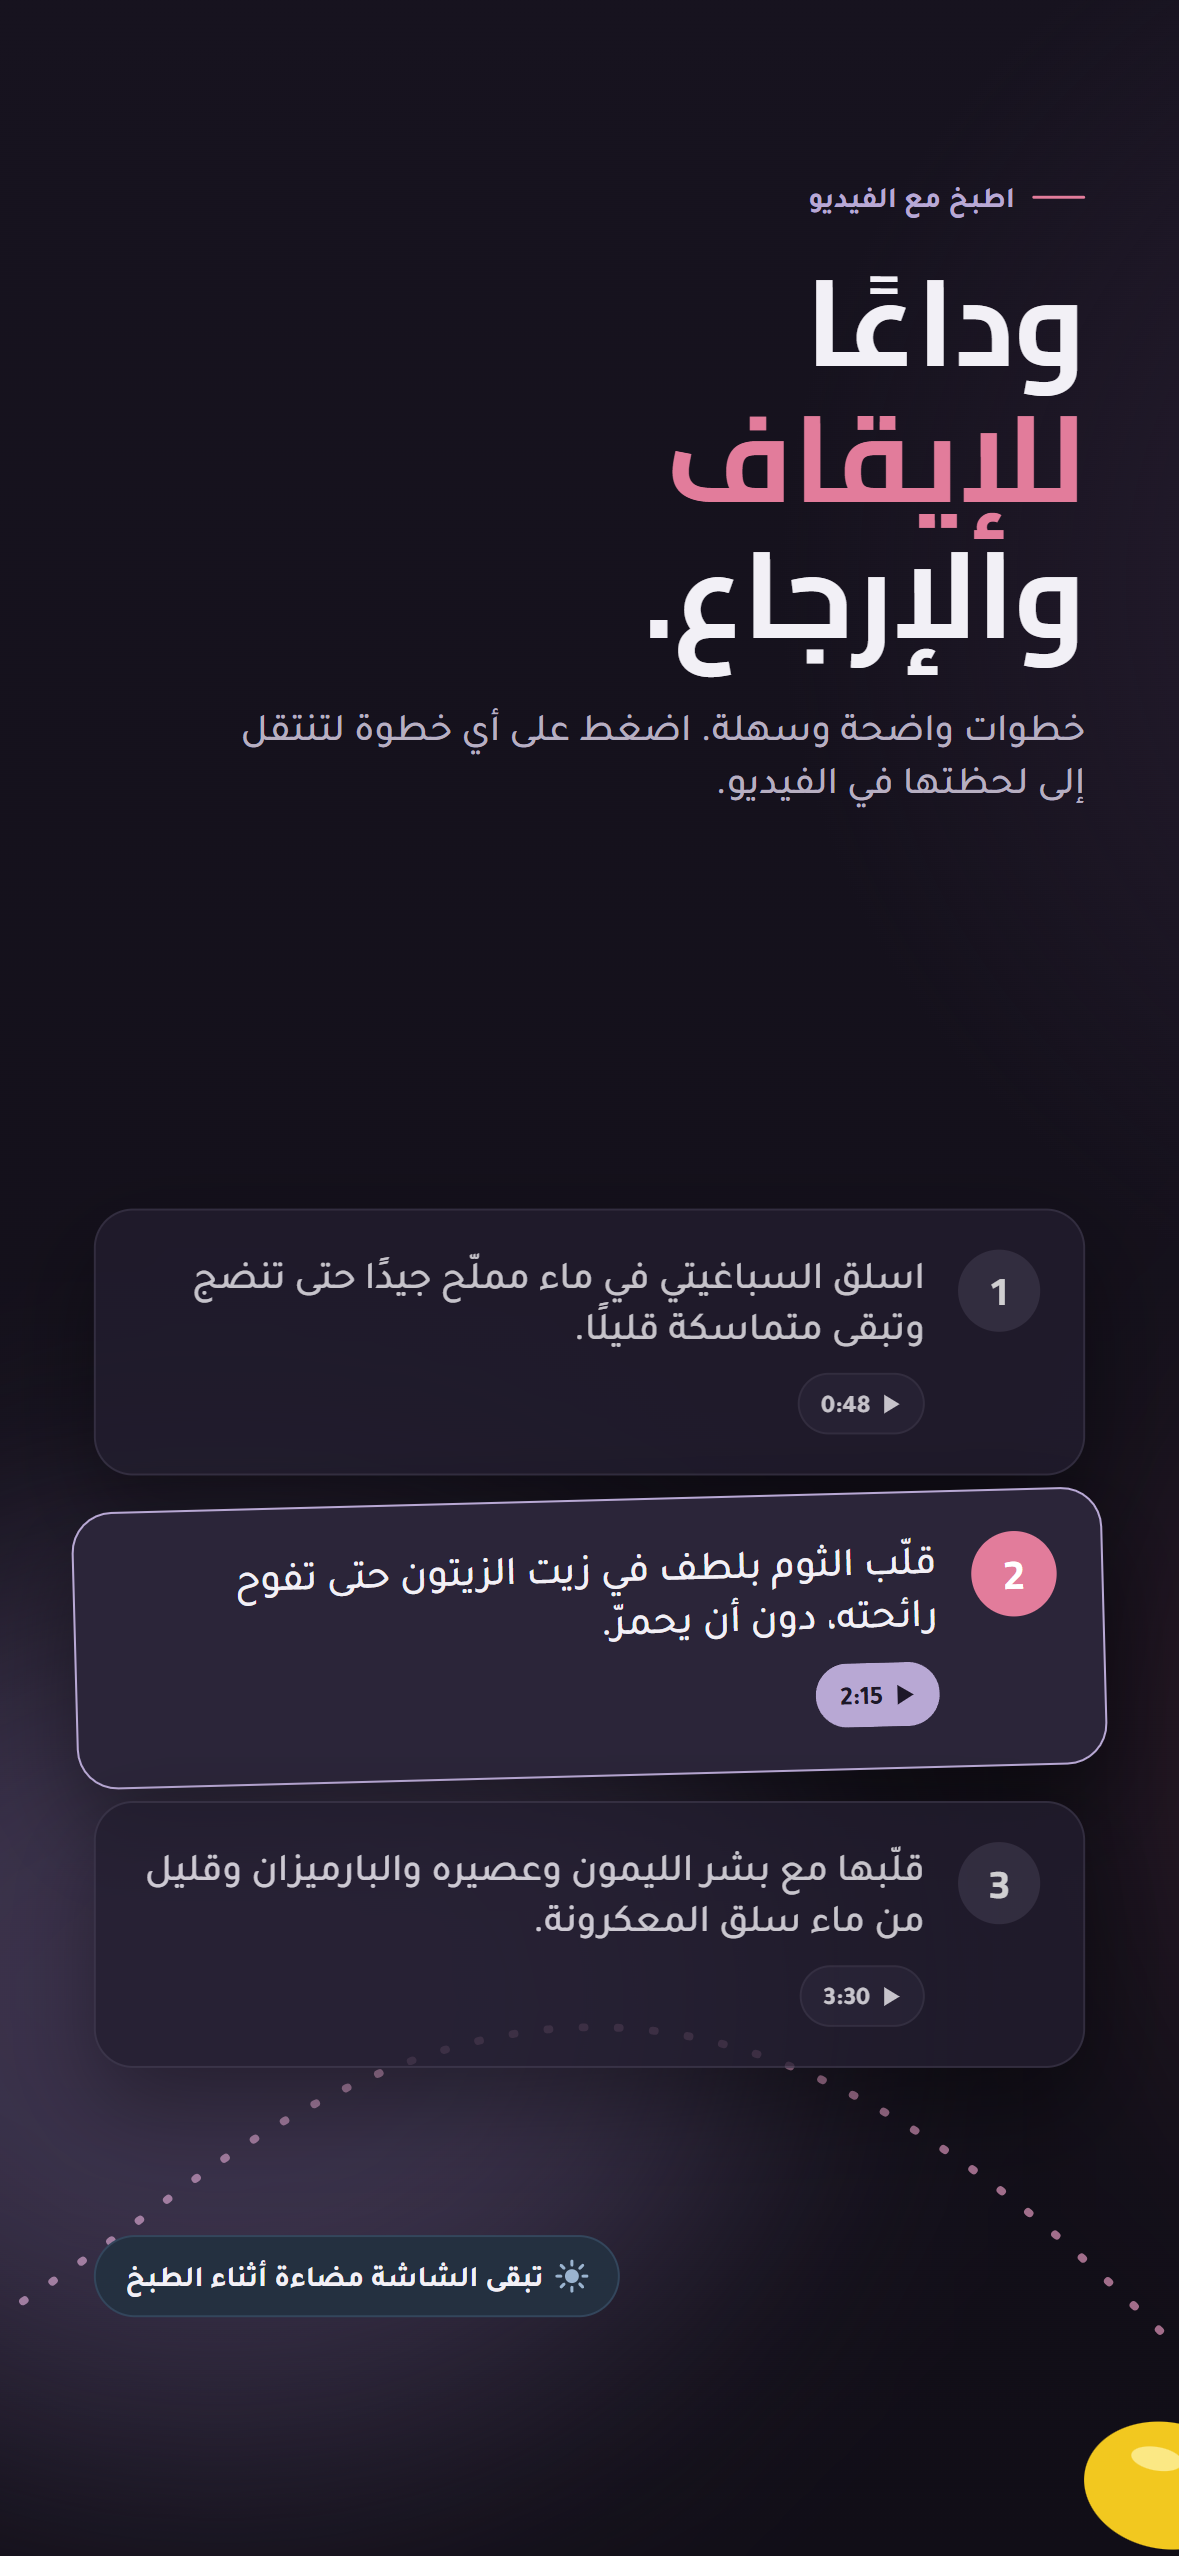 اطبخ مع الفيديو
وداعًا
للإيقاف
والإرجاع.
خطوات واضحة وسهلة. اضغط على أي خطوة لتنتقل
إلى لحظتها في الفيديو.
1
اسلق السباغيتي في ماء مملّح جيدًا حتى تنضج
وتبقى متماسكة قليلًا.
0:48
2
قلّب الثوم بلطف في زيت الزيتون حتى تفوح
رائحته، دون أن يحمرّ.
2:15
3
قلّبها مع بشر الليمون وعصيره والبارميزان وقليل
من ماء سلق المعكرونة.
3:30
تبقى الشاشة مضاءة أثناء الطبخ